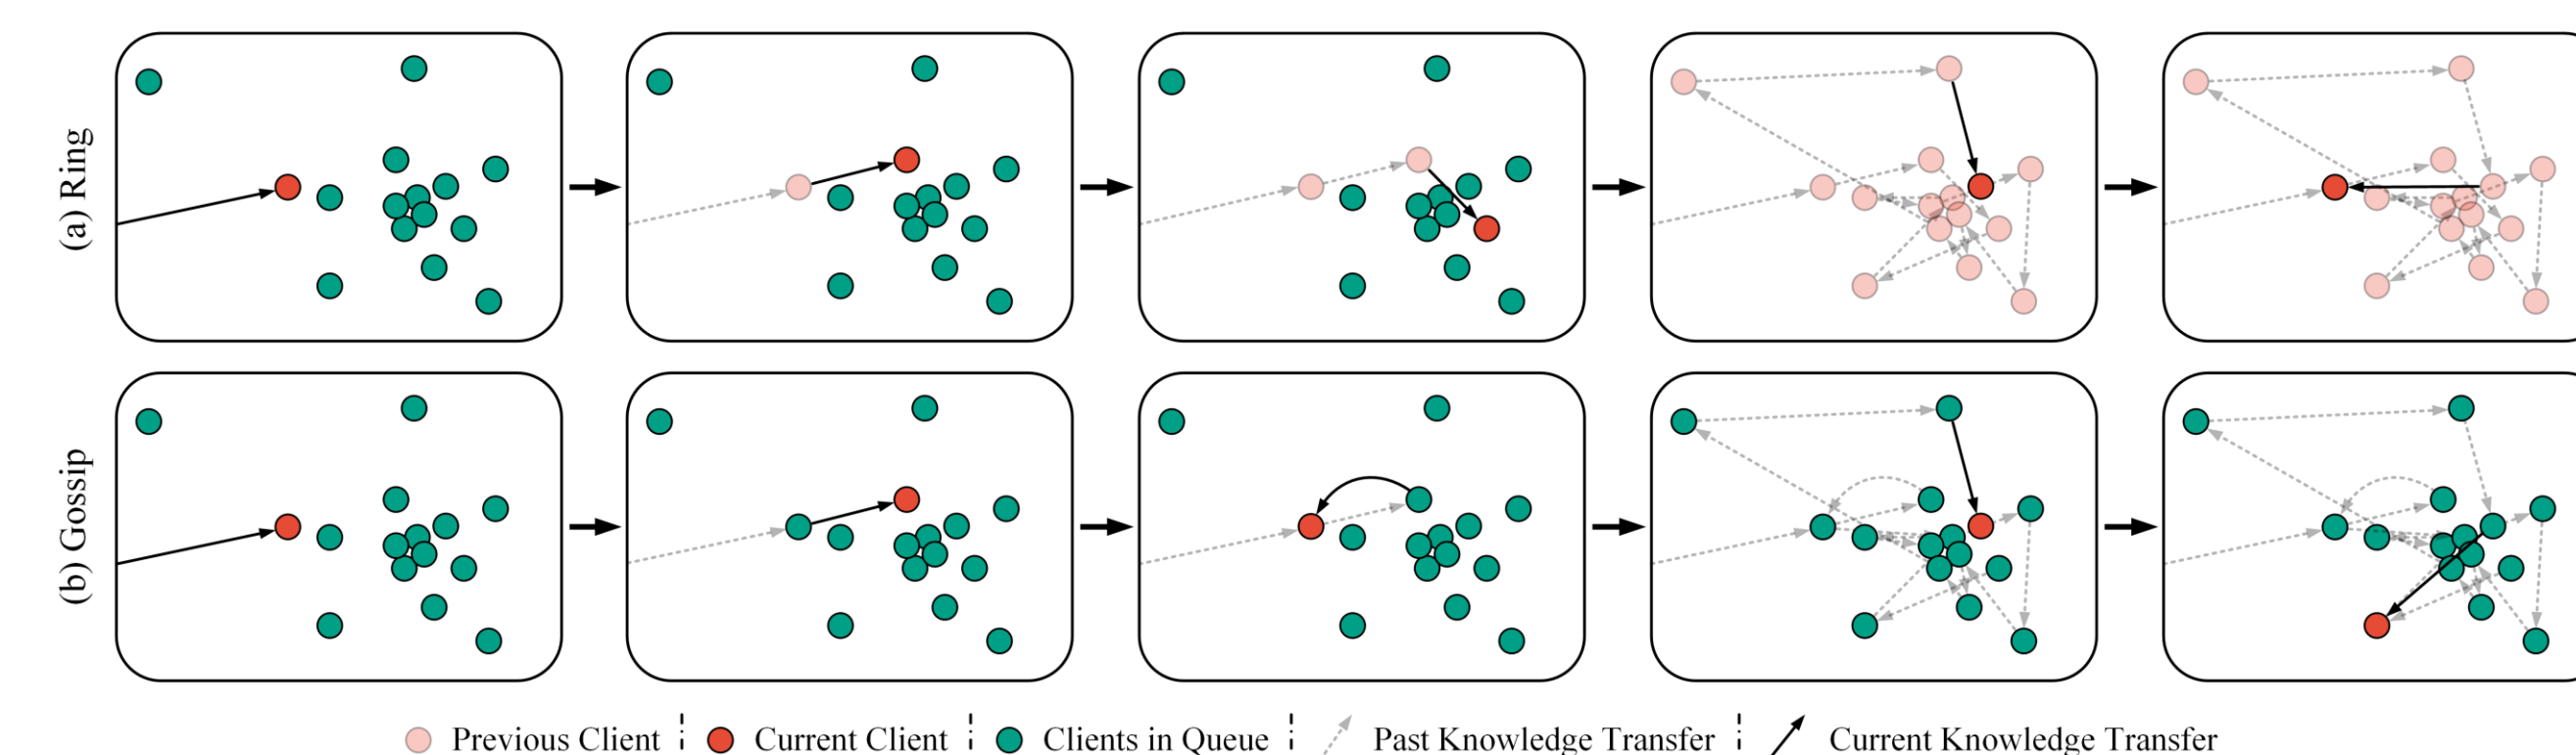 (a) Ring
(b) Gossip
Previous Client
Current Client
Clients in Queue
Past Knowledge Transfer
Current Knowledge Transfer